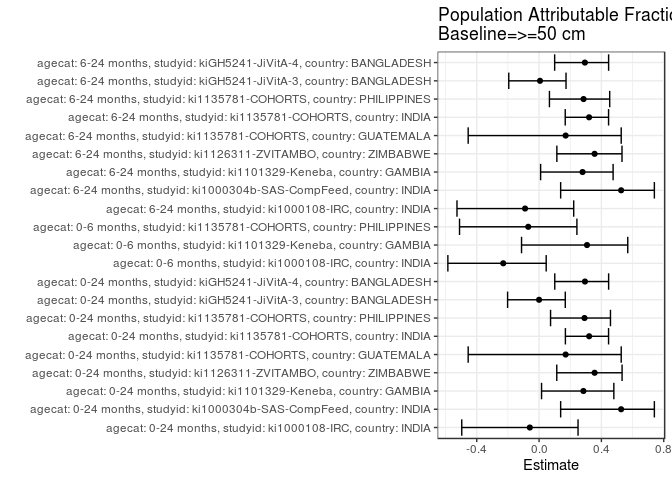 Population Attributable Fractio
Baseline=>=50 cm
agecat: 6-24 months, studyid: kiGH5241-JiVitA-4, country: BANGLADESH
agecat: 6-24 months, studyid: kiGH5241-JiVitA-3, country: BANGLADESH
agecat: 6-24 months, studyid: ki1135781-COHORTS, country: PHILIPPINES
agecat: 6-24 months, studyid: ki1135781-COHORTS, country: INDIA
agecat: 6-24 months, studyid: ki1135781-COHORTS, country: GUATEMALA
agecat: 6-24 months, studyid: ki1126311-ZVITAMBO, country: ZIMBABWE
agecat: 6-24 months, studyid: ki1101329-Keneba, country: GAMBIA
agecat: 6-24 months, studyid: ki1000304b-SAS-CompFeed, country: INDIA
agecat: 6-24 months, studyid: ki1000108-IRC, country: INDIA
agecat: 0-6 months, studyid: ki1135781-COHORTS, country: PHILIPPINES
agecat: 0-6 months, studyid: ki1101329-Keneba, country: GAMBIA
agecat: 0-6 months, studyid: ki1000108-IRC, country: INDIA
agecat: 0-24 months, studyid: kiGH5241-JiVitA-4, country: BANGLADESH
agecat: 0-24 months, studyid: kiGH5241-JiVitA-3, country: BANGLADESH
agecat: 0-24 months, studyid: ki1135781-COHORTS, country: PHILIPPINES
agecat: 0-24 months, studyid: ki1135781-COHORTS, country: INDIA
agecat: 0-24 months, studyid: ki1135781-COHORTS, country: GUATEMALA
agecat: 0-24 months, studyid: ki1126311-ZVITAMBO, country: ZIMBABWE
agecat: 0-24 months, studyid: ki1101329-Keneba, country: GAMBIA
agecat: 0-24 months, studyid: ki1000304b-SAS-CompFeed, country: INDIA
agecat: 0-24 months, studyid: ki1000108-IRC, country: INDIA
-0.4 0.0 0.4 0.8
Estimate